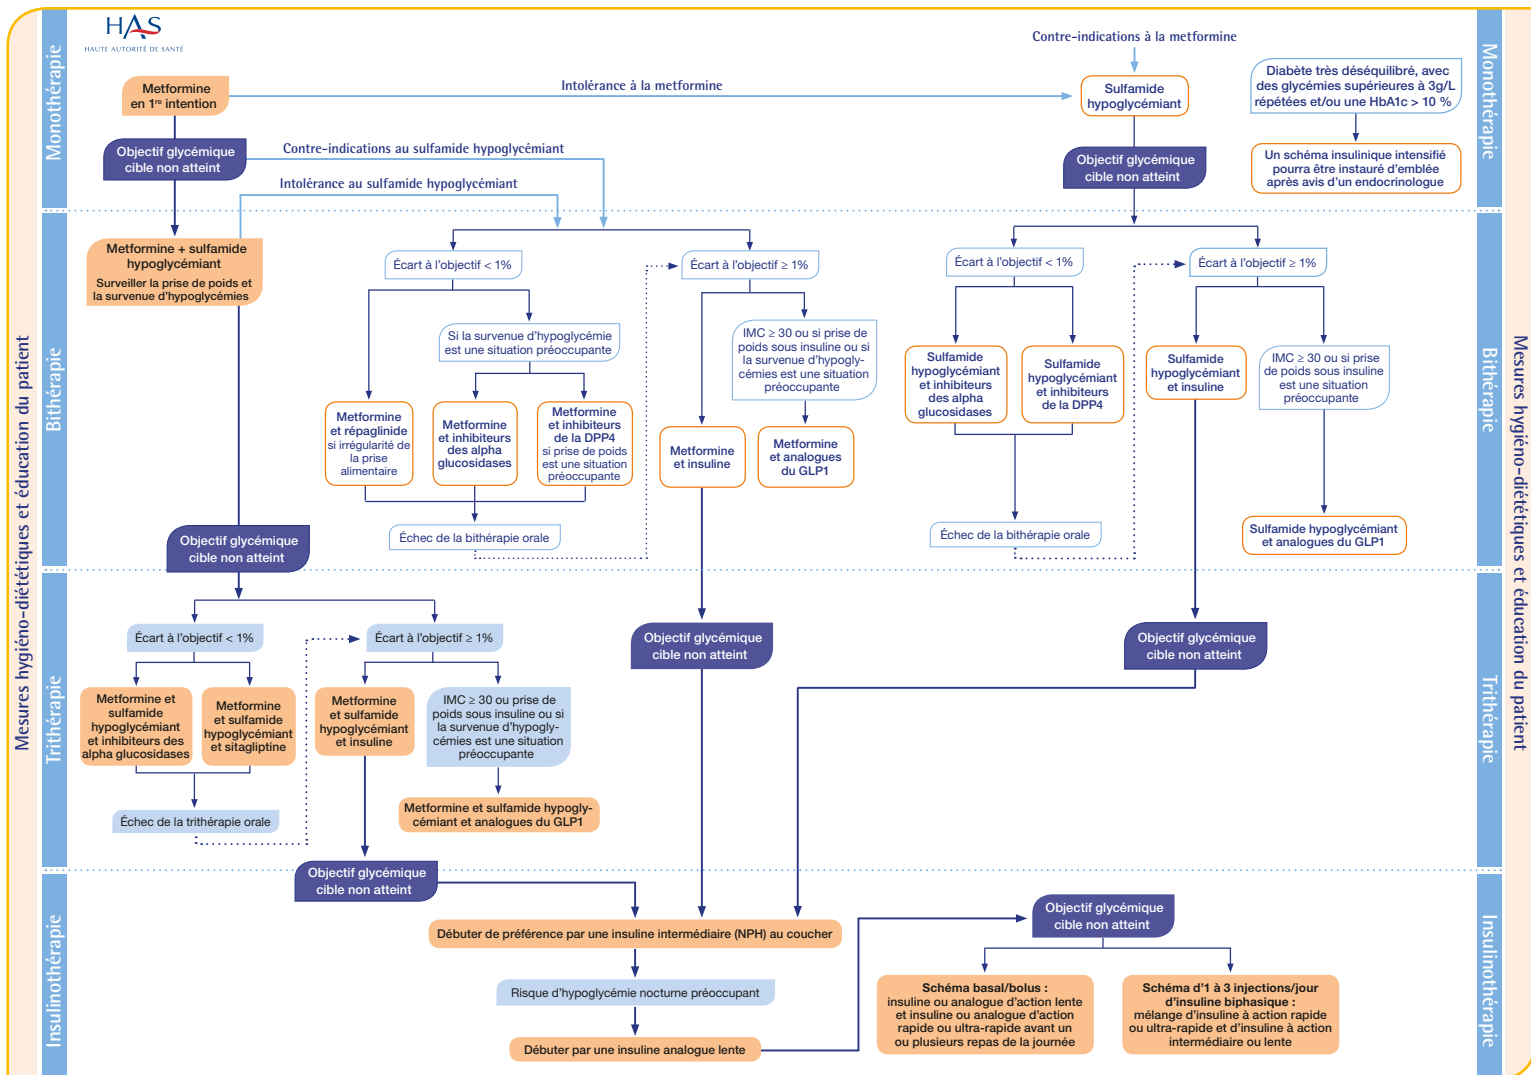 HAS
HAUTE AUTORITÉ DE SANTÉ
Mesures hygiéno-diététiques et éducation du patient
Monothérapie
Metformine
en 1re intention
Intolérance à la metformine
Contre-indications à la metformine
Sulfamide
hypoglycémiant
Diabète très déséquilibré, avec
des glycémies supérieures à 3g/L
répétées et/ou une HbA1c > 10 %
Objectif glycémique
cible non atteint
Contre-indications au sulfamide hypoglycémiant
Intolérance au sulfamide hypoglycémiant
Objectif glycémique
cible non atteint
Un schéma insulinique intensifié
pourra être instauré d'emblée
après avis d'un endocrinologue
Monothérapie
Bithérapie
Metformine + sulfamide
hypoglycémiant
Surveiller la prise de poids et
la survenue d'hypoglycémies
Écart à l'objectif < 1%
Si la survenue d'hypoglycémie
est une situation préoccupante
Metformine
et répaglinide
si irrégularité de
la prise
alimentaire
Metformine
et inhibiteurs
des alpha
glucosidases
Metformine
et inhibiteurs
de la DPP4
si prise de poids
est une situation
préoccupante
Échec de la bithérapie orale
Écart à l'objectif ≥ 1%
IMC ≥ 30 ou si prise de
poids sous insuline ou si
la survenue d'hypogly-
cémies est une situation
préoccupante
Metformine
et insuline
Metformine
et analogues
du GLP1
Écart à l'objectif < 1%
Sulfamide
hypoglycémiant
et inhibiteurs
des alpha
glucosidases
Sulfamide
hypoglycémiant
et inhibiteurs
de la DPP4
Échec de la bithérapie orale
Écart à l'objectif ≥ 1%
Sulfamide
hypoglycémiant
et insuline
IMC ≥ 30 ou si prise
de poids sous insuline
est une situation
préoccupante
Sulfamide hypoglycémiant
et analogues du GLP1
Bithérapie
Objectif glycémique
cible non atteint
Trithérapie
Écart à l'objectif < 1%
Metformine et
sulfamide
hypoglycémiant
et inhibiteurs des
alpha glucosidases
Metformine
et sulfamide
hypoglycémiant
et sitagliptine
Échec de la trithérapie orale
Écart à l'objectif ≥ 1%
Metformine
et sulfamide
hypoglycémiant
et insuline
IMC ≥ 30 ou prise de
poids sous insuline ou si
la survenue d'hypogly-
cémies est une situation
préoccupante
Metformine et sulfamide hypogly-
cémiant et analogues du GLP1
Objectif glycémique
cible non atteint
Objectif glycémique
cible non atteint
Trithérapie
Objectif glycémique
cible non atteint
Insulinothérapie
Débuter de préférence par une insuline intermédiaire (NPH) au coucher
Risque d'hypoglycémie nocturne préoccupant
Débuter par une insuline analogue lente
Objectif glycémique
cible non atteint
Schéma basal/bolus :
insuline ou analogue d'action lente
et insuline ou analogue d'action
rapide ou ultra-rapide avant un
ou plusieurs repas de la journée
Schéma d'1 à 3 injections/jour
d'insuline biphasique :
mélange d'insuline à action rapide
ou ultra-rapide et d'insuline à action
intermédiaire ou lente
Insulinothérapie
Mesures hygiéno-diététiques et éducation du patient